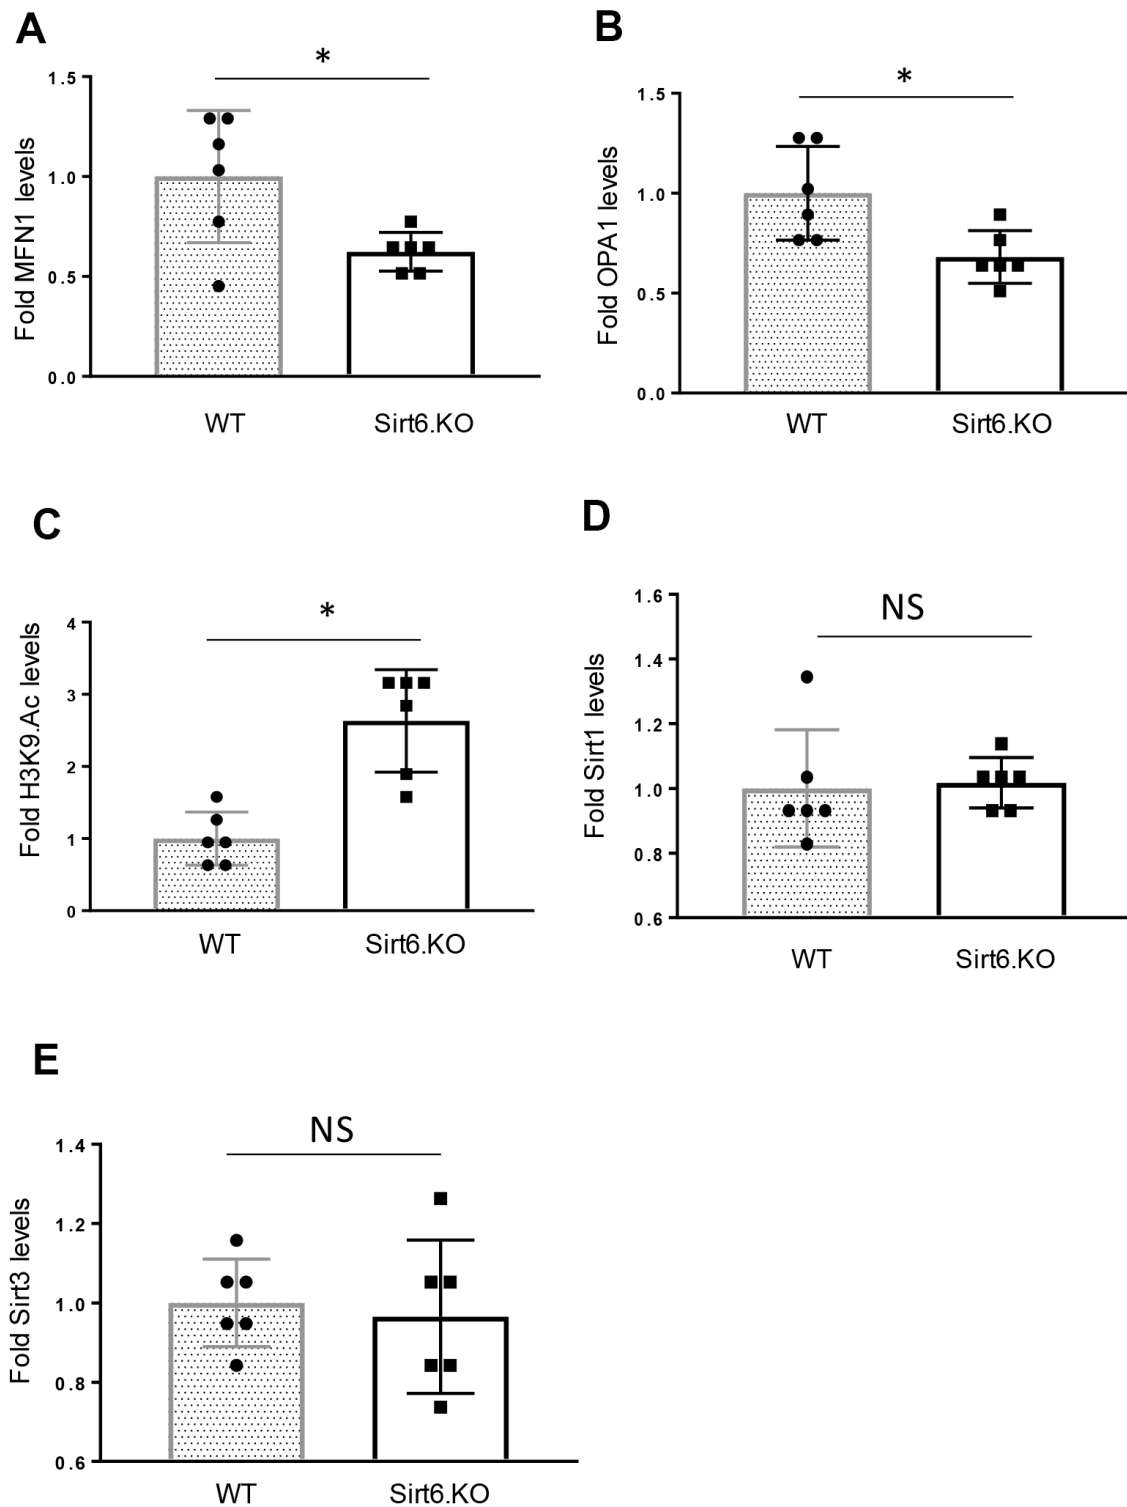 A
*
Fold MFN1 levels
1.5
1.0
0.5
0.0
WT Sirt6.KO
B
*
Fold OPA1 levels
1.5
1.0
0.5
0.0
WT Sirt6.KO
C
*
Fold H3K9.Ac levels
4
3
2
1
0
WT Sirt6.KO
D
NS
Fold Sirt1 levels
1.6
1.4
1.2
1.0
0.8
0.6
WT Sirt6.KO
E
NS
Fold Sirt3 levels
1.4
1.2
1.0
0.8
0.6
WT Sirt6.KO